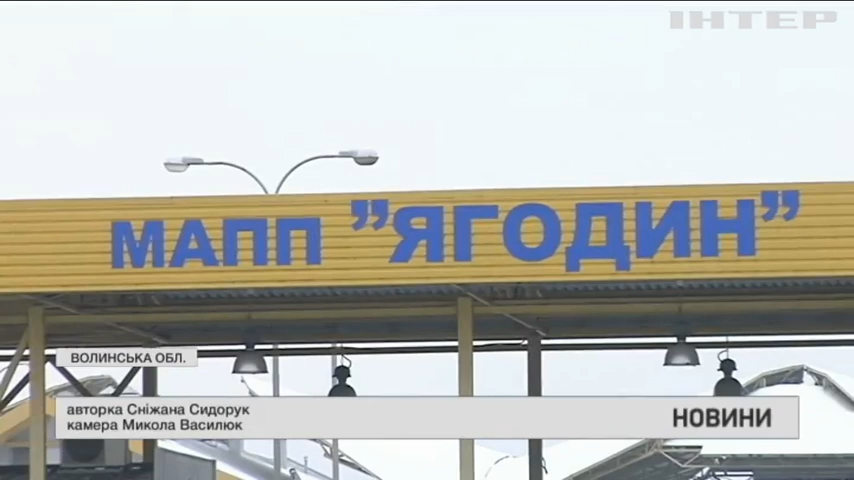 ІНТЕР
МАПП "ЯГОДИН"
ВОЛИНСЬКА ОБЛ.
авторка Сніжана Сидорук
камера Микола Василюк
НОВИНИ